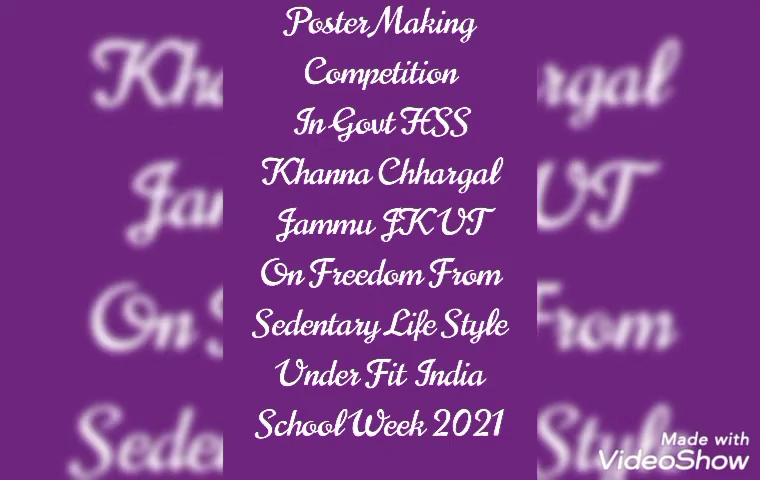 Poster Making
Competition
In Govt HSS
Khanna Chhargal
Jammu JK UT
On Freedom From
Sedentary Life Style
Under Fit India
School Week 2021
Made with
VideoShow